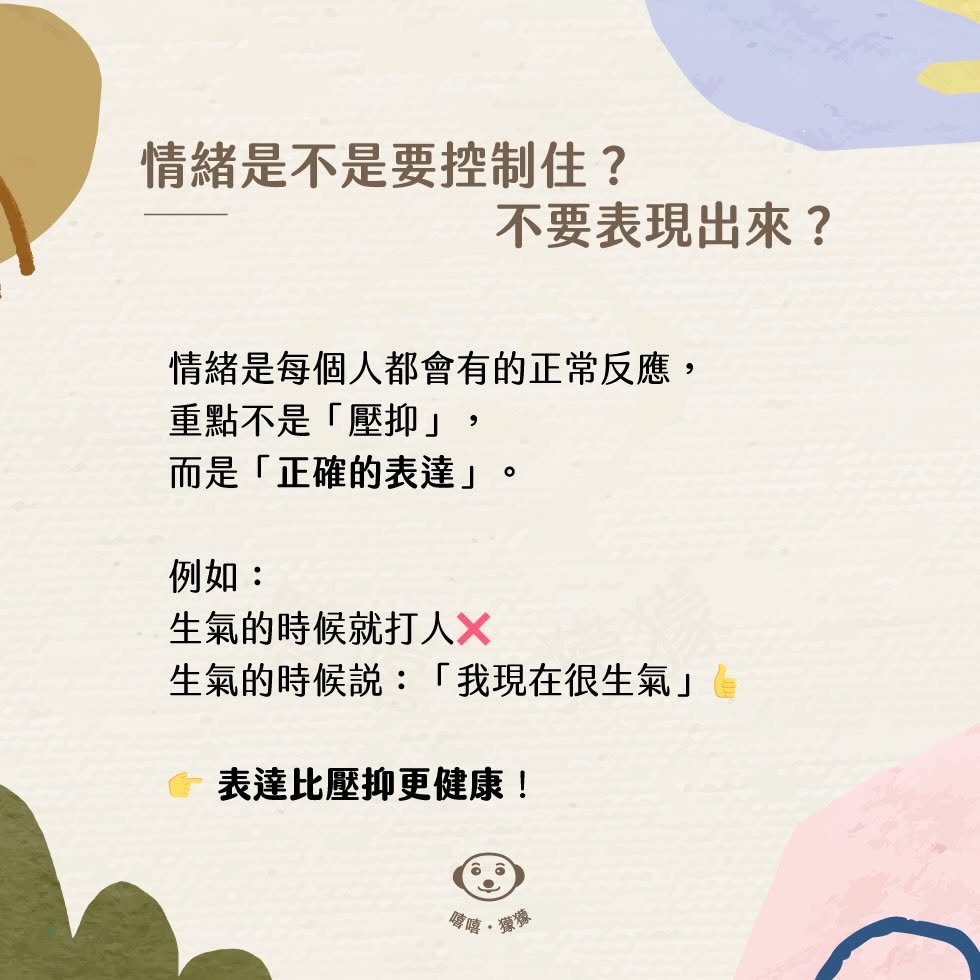 情緒是不是要控制住？
不要表現出來？
情緒是每個人都會有的正常反應，
重點不是「壓抑」，
而是「正確的表達」。
例如：
生氣的時候就打人❌
生氣的時候説：「我現在很生氣」👍
👉 表達比壓抑更健康！
嘻嘻・獴獴